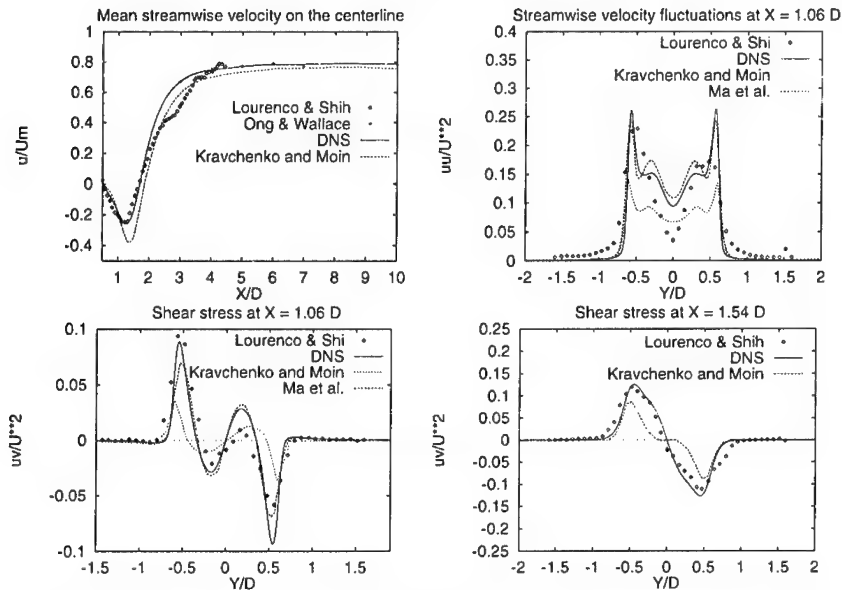 Mean streamwise velocity on the centerline
u/Um
0.8
0.6
0.4
0.2
0
-0.2
-0.4
Lourenco & Shih
Ong & Wallace
DNS
Kravchenko and Moin
1 2 3 4 5 6 7 8 9 10
X/D
Streamwise velocity fluctuations at X = 1.06 D
uu/U**2
0.4
0.35
0.3
0.25
0.2
0.15
0.1
0.05
0
Lourenco & Shi
DNS
Kravchenko and Moin
Ma et al.
-2 -1.5 -1 -0.5 0 0.5 1 1.5 2
Y/D
Shear stress at X = 1.06 D
uv/U**2
0.1
0.05
0
-0.05
-0.1
Lourenco & Shi
DNS
Kravchenko and Moin
Ma et al.
-1.5 -1 -0.5 0 0.5 1 1.5
Y/D
Shear stress at X = 1.54 D
uv/U**2
0.25
0.2
0.15
0.1
0.05
0
-0.05
-0.1
-0.15
-0.2
-0.25
Lourenco & Shih
DNS
Kravchenko and Moin
-2 -1.5 -1 -0.5 0 0.5 1 1.5 2
Y/D